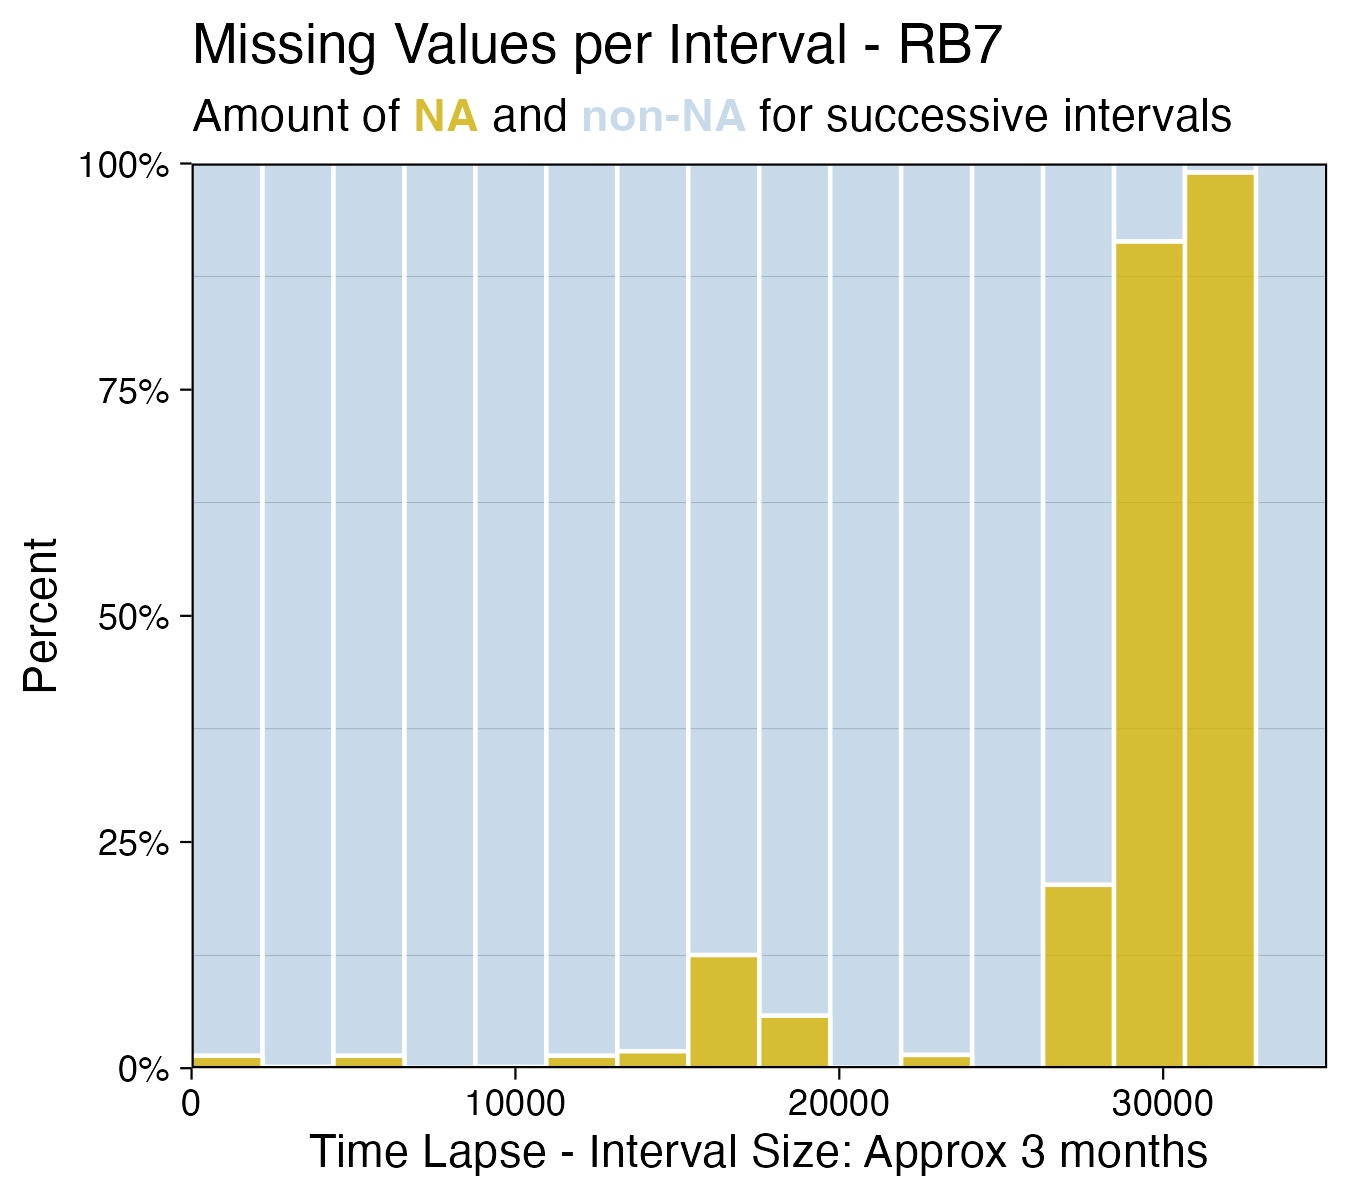 Missing Values per Interval - RB7
Amount of NA and non-NA for successive intervals
100%
75%
50%
25%
0%
Percent
0 10000 20000 30000
Time Lapse - Interval Size: Approx 3 months